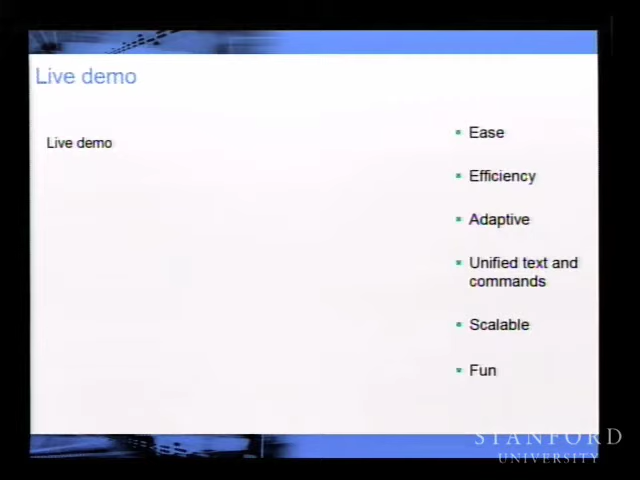 Live demo
Live demo
Ease
Efficiency
Adaptive
Unified text and
commands
Scalable
Fun
STANFORD
UNIVERSITY